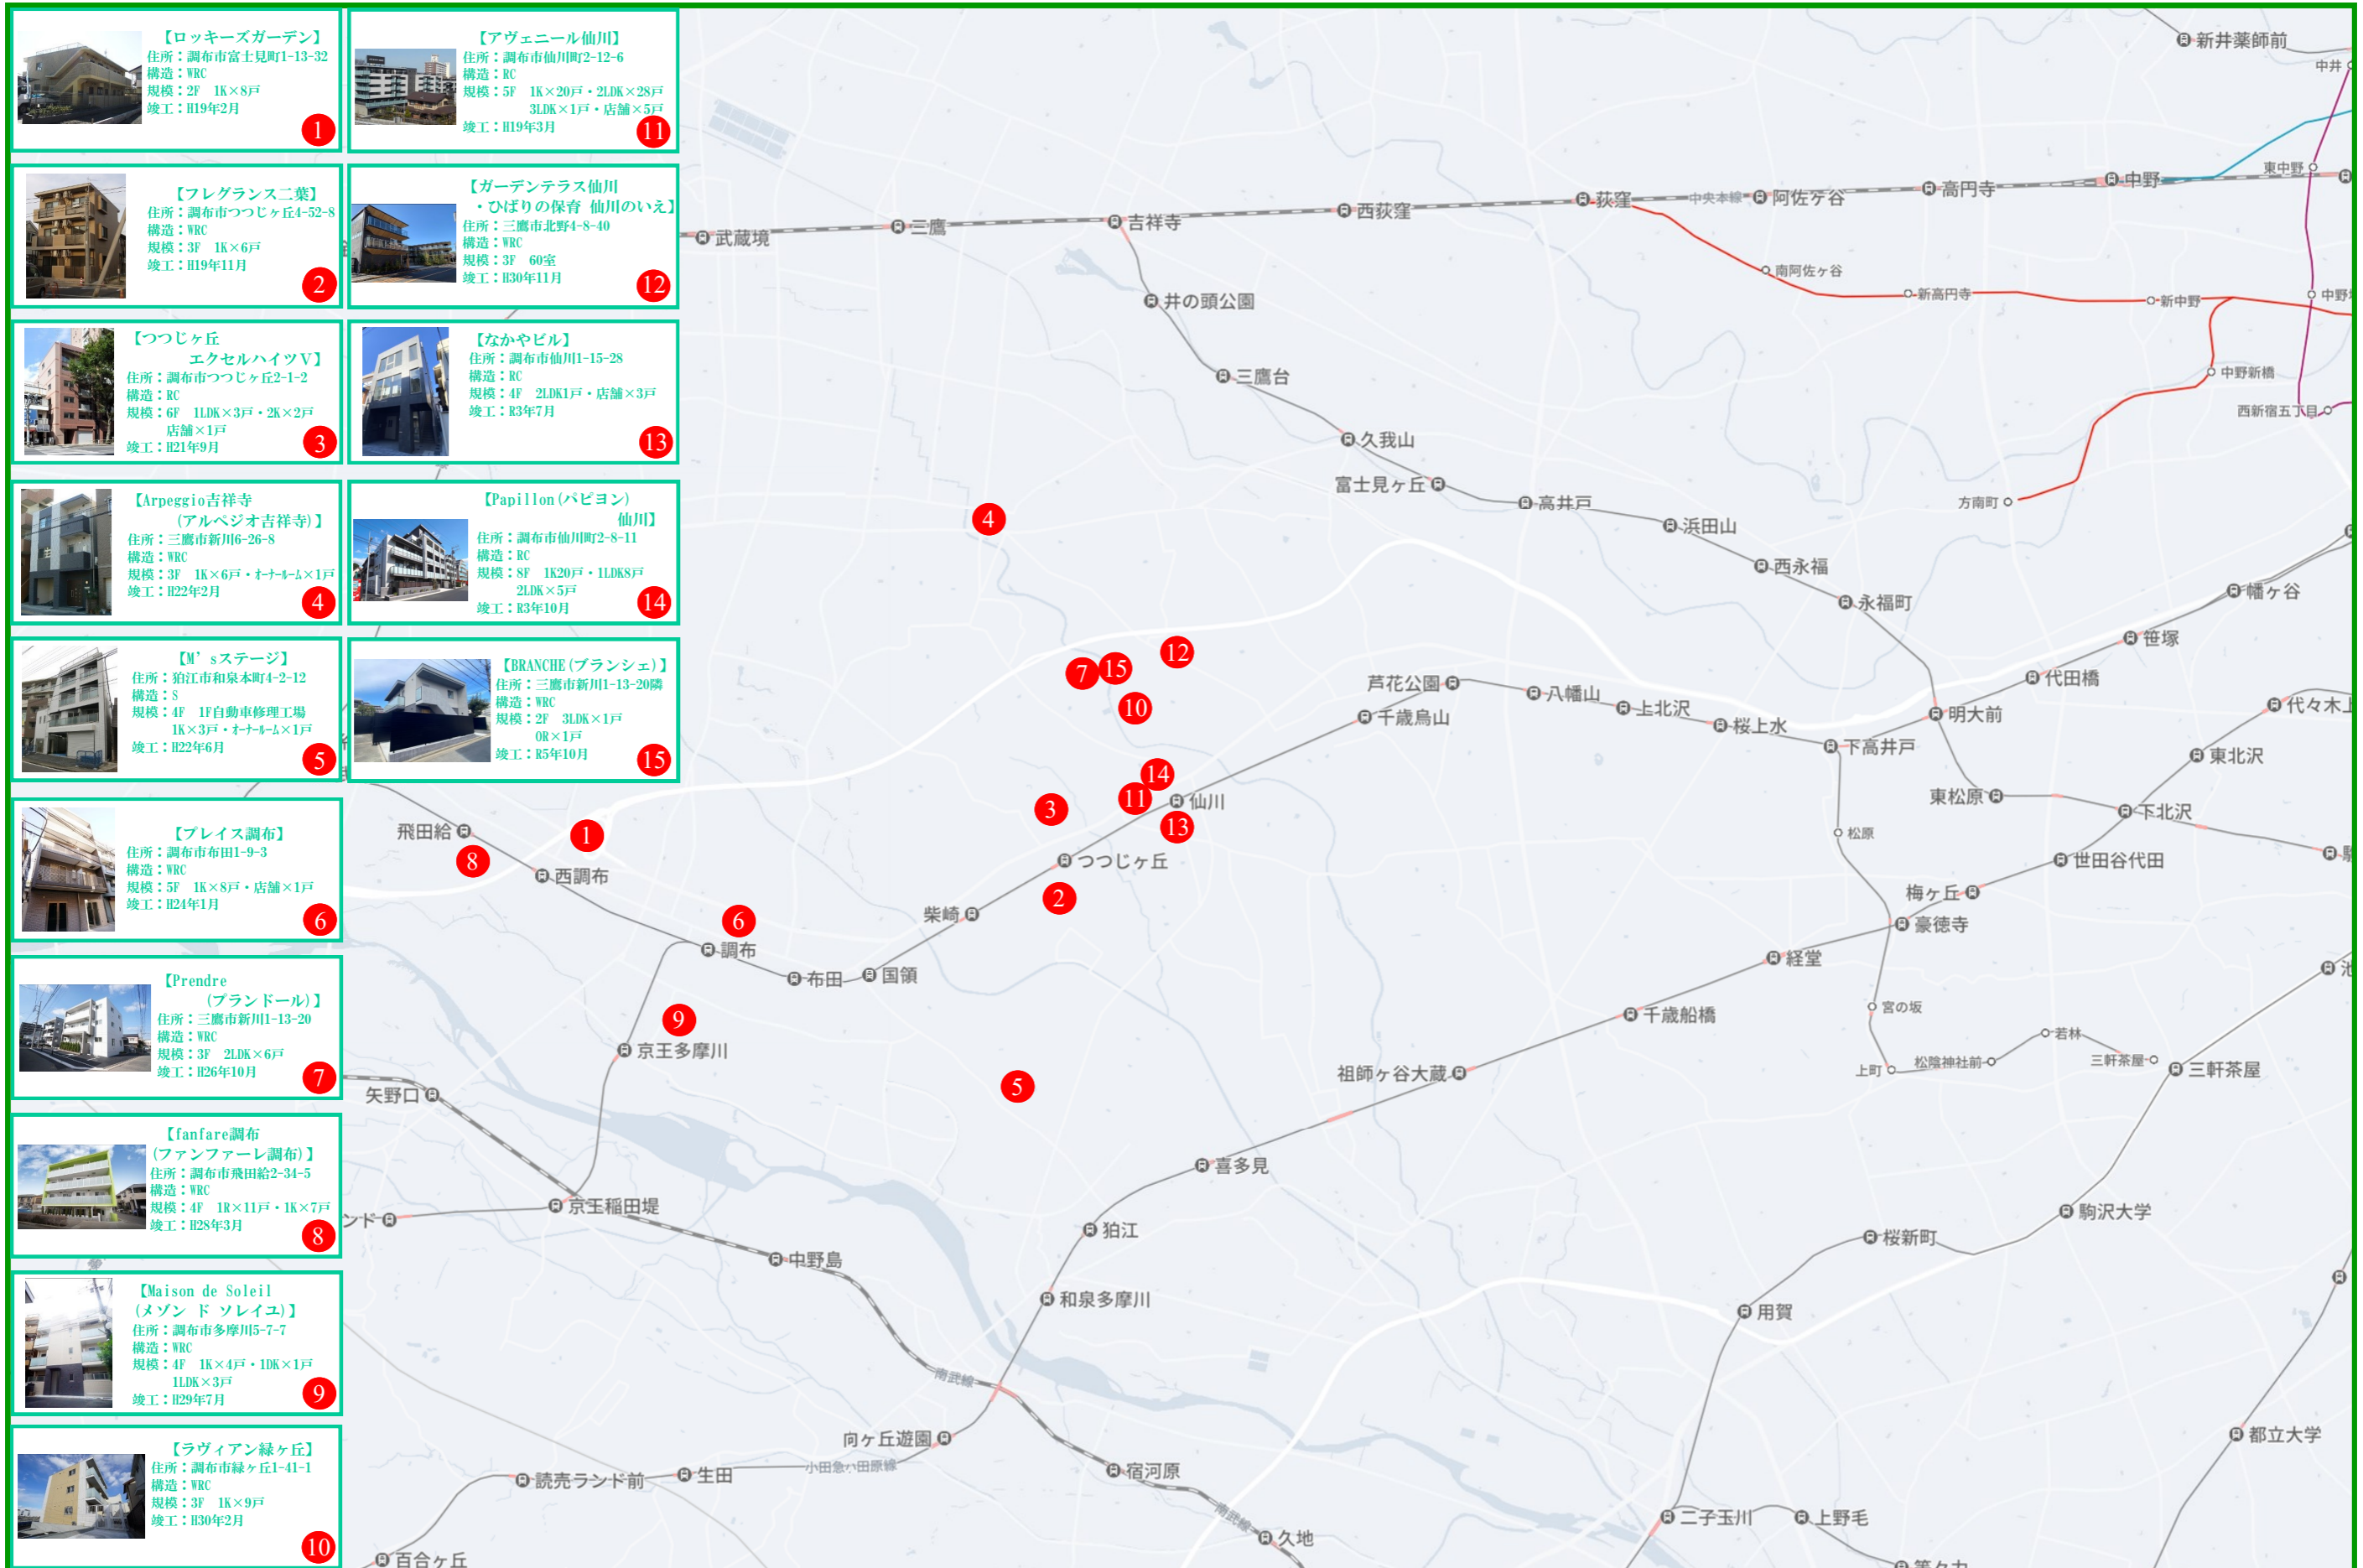 【ロッキーズガーデン】
住所：調布市富士見町1-13-32
構造：WRC
規模：2F　1K×8戸
竣工：H19年2月
1
【フレグランス二葉】
住所：調布市つつじヶ丘4-52-8
構造：WRC
規模：3F　1K×6戸
竣工：H19年11月
2
【つつじヶ丘
エクセルハイツⅤ】
住所：調布市つつじヶ丘2-1-2
構造：RC
規模：6F　1LDK×3戸・2K×2戸
店舗×1戸
竣工：H21年9月
3
【Arpeggio吉祥寺
(アルペジオ吉祥寺)】
住所：三鷹市新川6-26-8
構造：WRC
規模：3F　1K×6戸・ｵｰﾅｰﾙｰﾑ×1戸
竣工：H22年2月
4
【M’sステージ】
住所：狛江市和泉本町4-2-12
構造：S
規模：4F　1F自動車修理工場
1K×3戸・ｵｰﾅｰﾙｰﾑ×1戸
竣工：H22年6月
5
【プレイス調布】
住所：調布市布田1-9-3
構造：WRC
規模：5F　1K×8戸・店舗×1戸
竣工：H24年1月
6
【Prendre
(プランドール)】
住所：三鷹市新川1-13-20
構造：WRC
規模：3F　2LDK×6戸
竣工：H26年10月
7
【fanfare調布
(ファンファーレ調布)】
住所：調布市飛田給2-34-5
構造：WRC
規模：4F　1R×11戸・1K×7戸
竣工：H28年3月
8
【Maison de Soleil
(メゾン ド ソレイユ)】
住所：調布市多摩川5-7-7
構造：WRC
規模：4F　1K×4戸・1DK×1戸
1LDK×3戸
竣工：H29年7月
9
【ラヴィアン緑ヶ丘】
住所：調布市緑ヶ丘1-41-1
構造：WRC
規模：3F　1K×9戸
竣工：H30年2月
10
【アヴェニール仙川】
住所：調布市仙川町2-12-6
構造：RC
規模：5F　1K×20戸・2LDK×28戸
3LDK×1戸・店舗×5戸
竣工：H19年3月
11
【ガーデンテラス仙川
・ひばりの保育 仙川のいえ】
住所：三鷹市北野4-8-40
構造：WRC
規模：3F　60室
竣工：H30年11月
12
【なかやビル】
住所：調布市仙川1-15-28
構造：RC
規模：4F　2LDK1戸・店舗×3戸
竣工：R3年7月
13
【Papillon(パピヨン)
仙川】
住所：調布市仙川町2-8-11
構造：RC
規模：8F　1K20戸・1LDK8戸
2LDK×5戸
竣工：R3年10月
14
【BRANCHE(ブランシェ)】
住所：三鷹市新川1-13-20隣
構造：WRC
規模：2F　3LDK×1戸
OR×1戸
竣工：R5年10月
15
新井薬師前
中井
東中野
武蔵境
三鷹
吉祥寺
西荻窪
荻窪
中央本線
阿佐ヶ谷
高円寺
中野
南阿佐ヶ谷
新高円寺
新中野
中野
井の頭公園
三鷹台
中野新橋
西新宿五丁目
久我山
富士見ヶ丘
高井戸
方南町
4
浜田山
西永福
永福町
幡ヶ谷
笹塚
12
7
15
10
芦花公園
八幡山
上北沢
代田橋
千歳烏山
桜上水
明大前
代々木上
下高井戸
東北沢
14
11
仙川
3
13
東松原
下北沢
飛田給
1
8
西調布
つつじヶ丘
松原
世田谷代田
2
梅ヶ丘
柴崎
豪徳寺
6
調布
布田
国領
経堂
池
9
京王多摩川
千歳船橋
宮の坂
若林
松陰神社前
三軒茶屋
三軒茶屋
上町
矢野口
5
祖師ヶ谷大蔵
喜多見
京王稲田堤
ンド
狛江
駒沢大学
桜新町
中野島
和泉多摩川
用賀
南武線
向ヶ丘遊園
都立大学
読売ランド前
生田
小田急小田原線
宿河原
南武線
久地
二子玉川
上野毛
百合ヶ丘
等々力